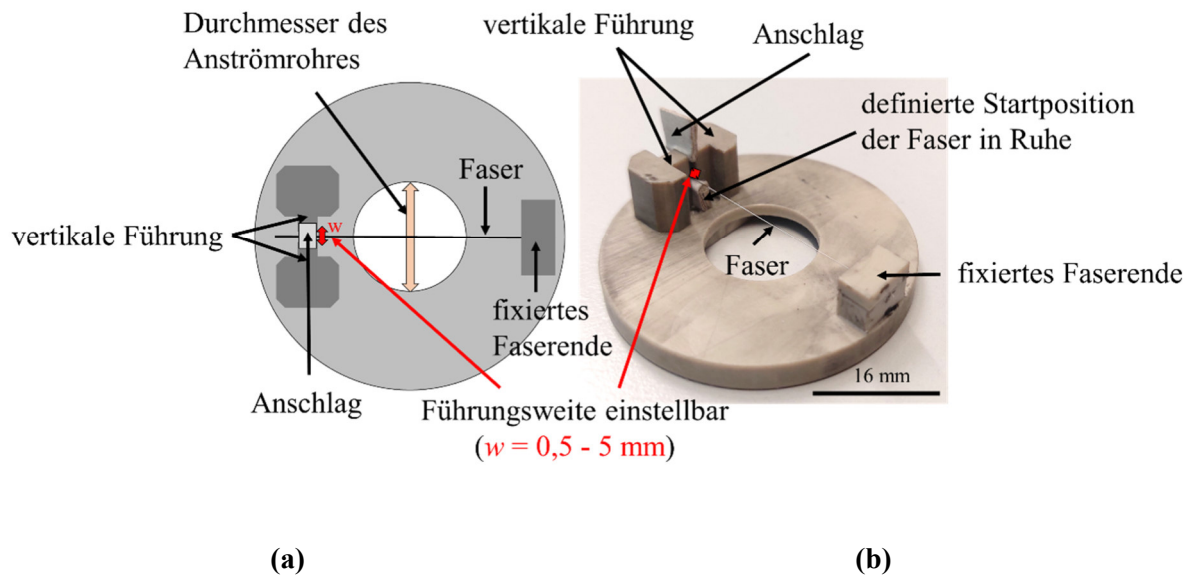 Durchmesser des
Anströmrohres
Faser
w
vertikale Führung
fixiertes
Faserende
Anschlag
vertikale Führung
Anschlag
definierte Startposition
der Faser in Ruhe
Faser
fixiertes Faserende
16 mm
Führungsweite einstellbar
(w = 0,5 - 5 mm)
(a)
(b)